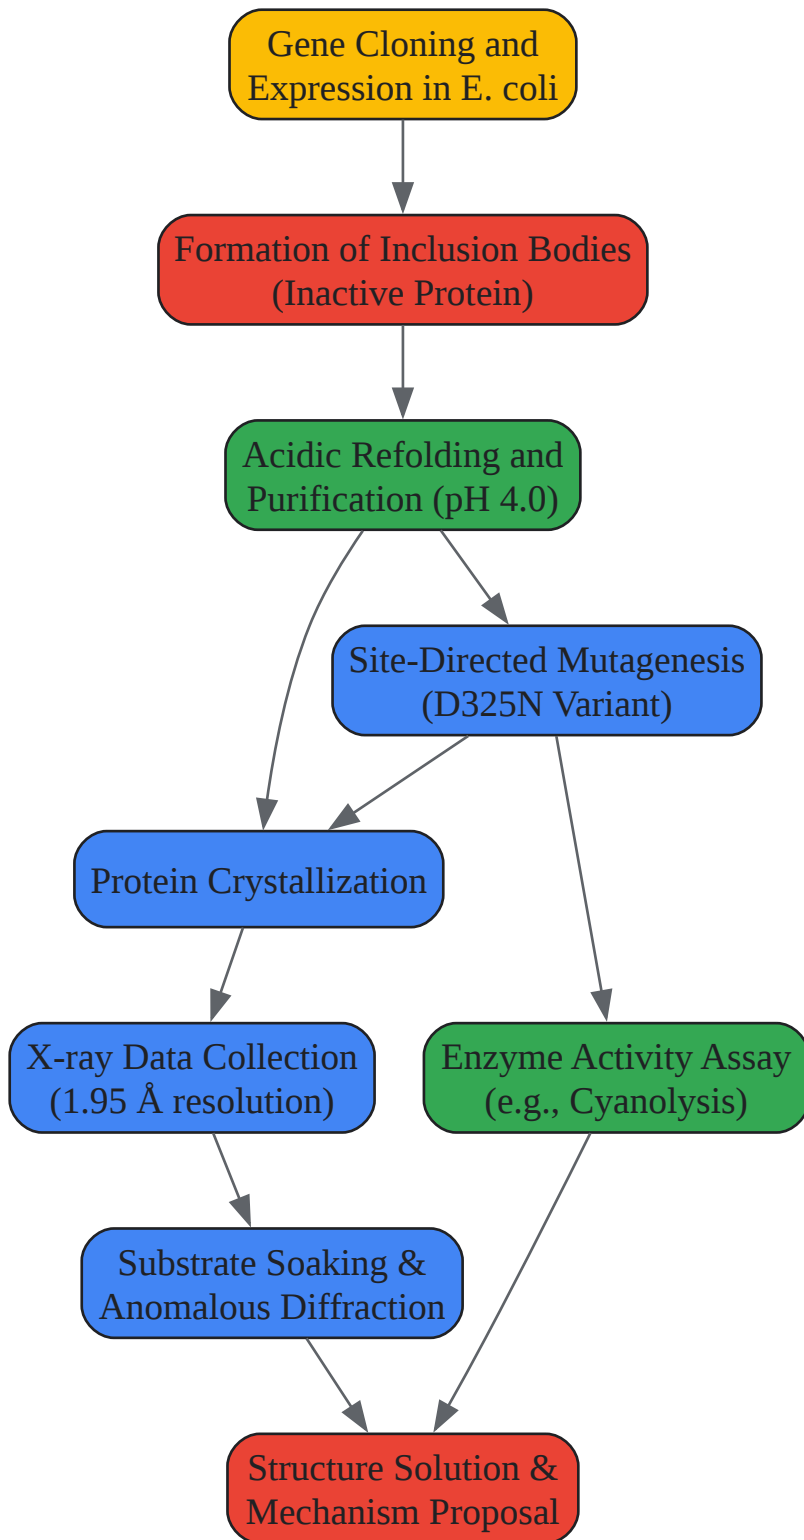 Gene Cloning and
Expression in E. coli
Formation of Inclusion Bodies
(Inactive Protein)
Acidic Refolding and
Purification (pH 4.0)
Site-Directed Mutagenesis
(D325N Variant)
Protein Crystallization
X-ray Data Collection
(1.95 Å resolution)
Enzyme Activity Assay
(e.g., Cyanolysis)
Substrate Soaking &
Anomalous Diffraction
Structure Solution &
Mechanism Proposal